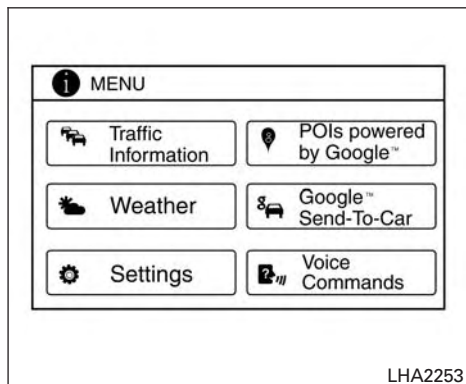 i MENU
Traffic
Information
POIs powered
by Google™
Weather
g Google™
Send-To-Car
Settings
? Voice
Commands
LHA2253